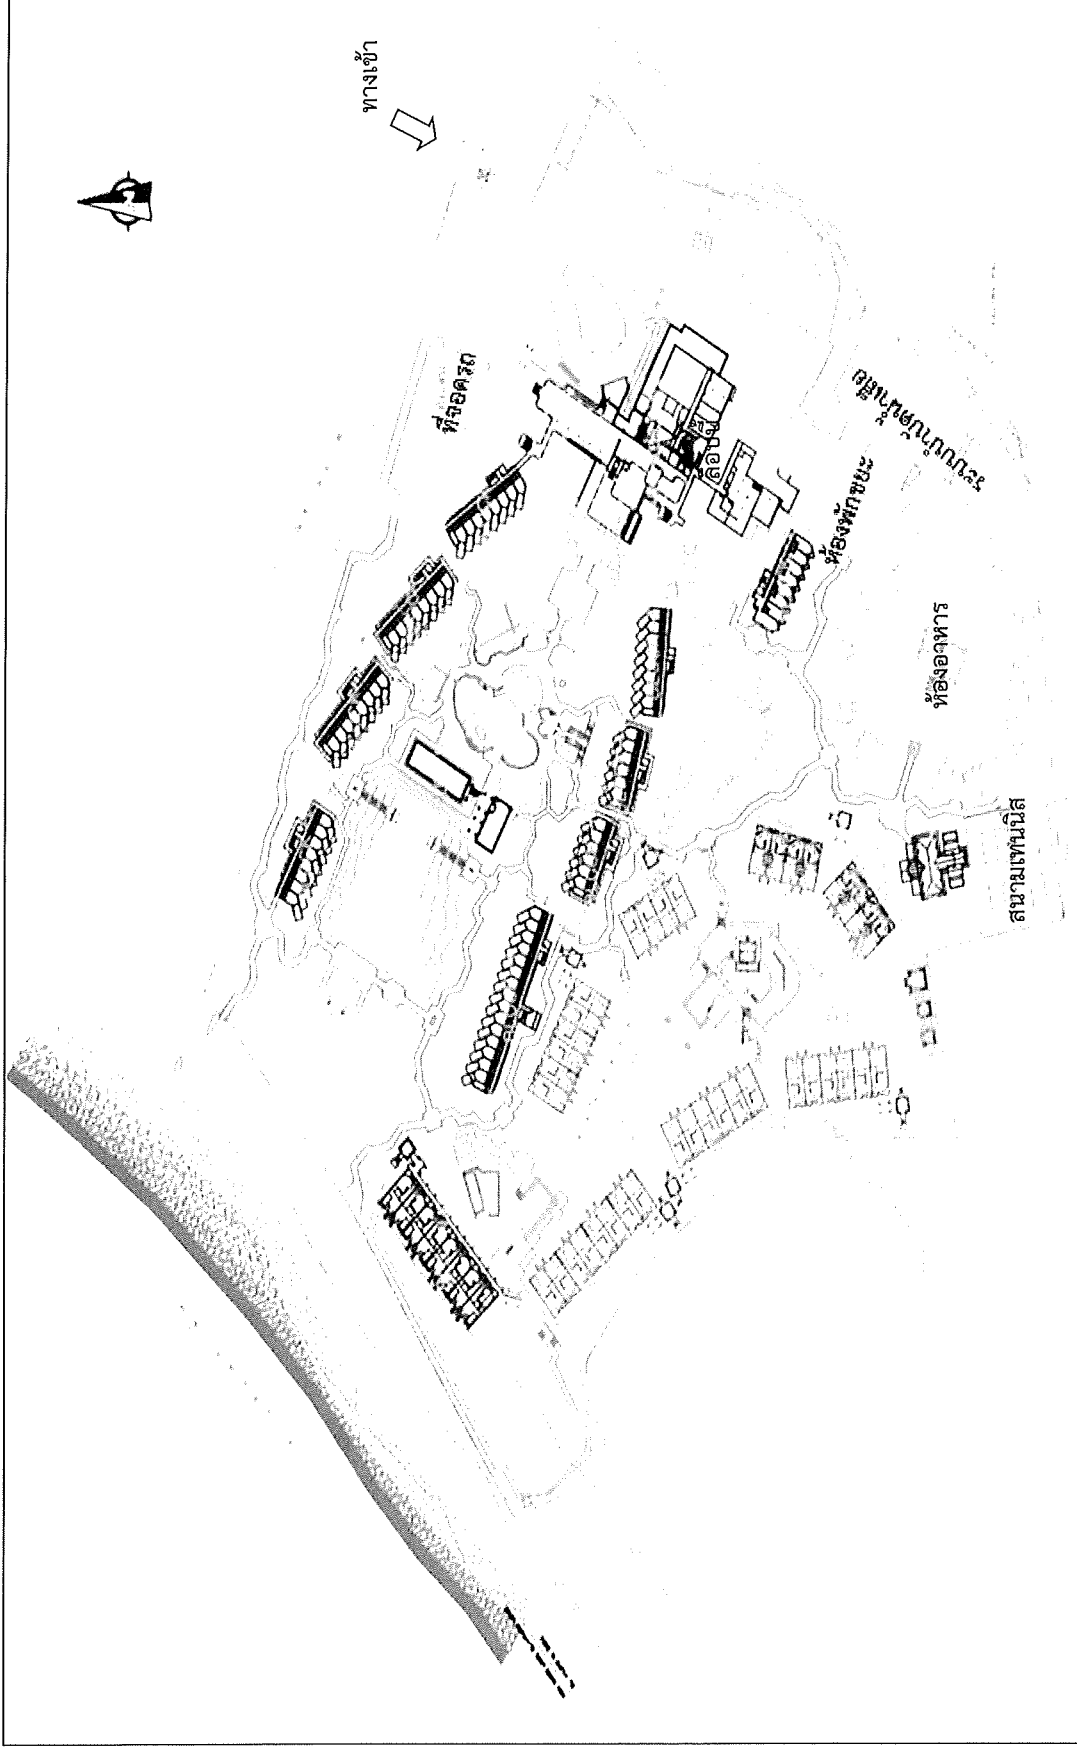 ทางเข้า
ที่จอดรถ
ล๊อบบี้
ระบบบำบัดน้ำเสีย
ห้องพักขยะ
ห้องอาหาร
สนามเทนนิส